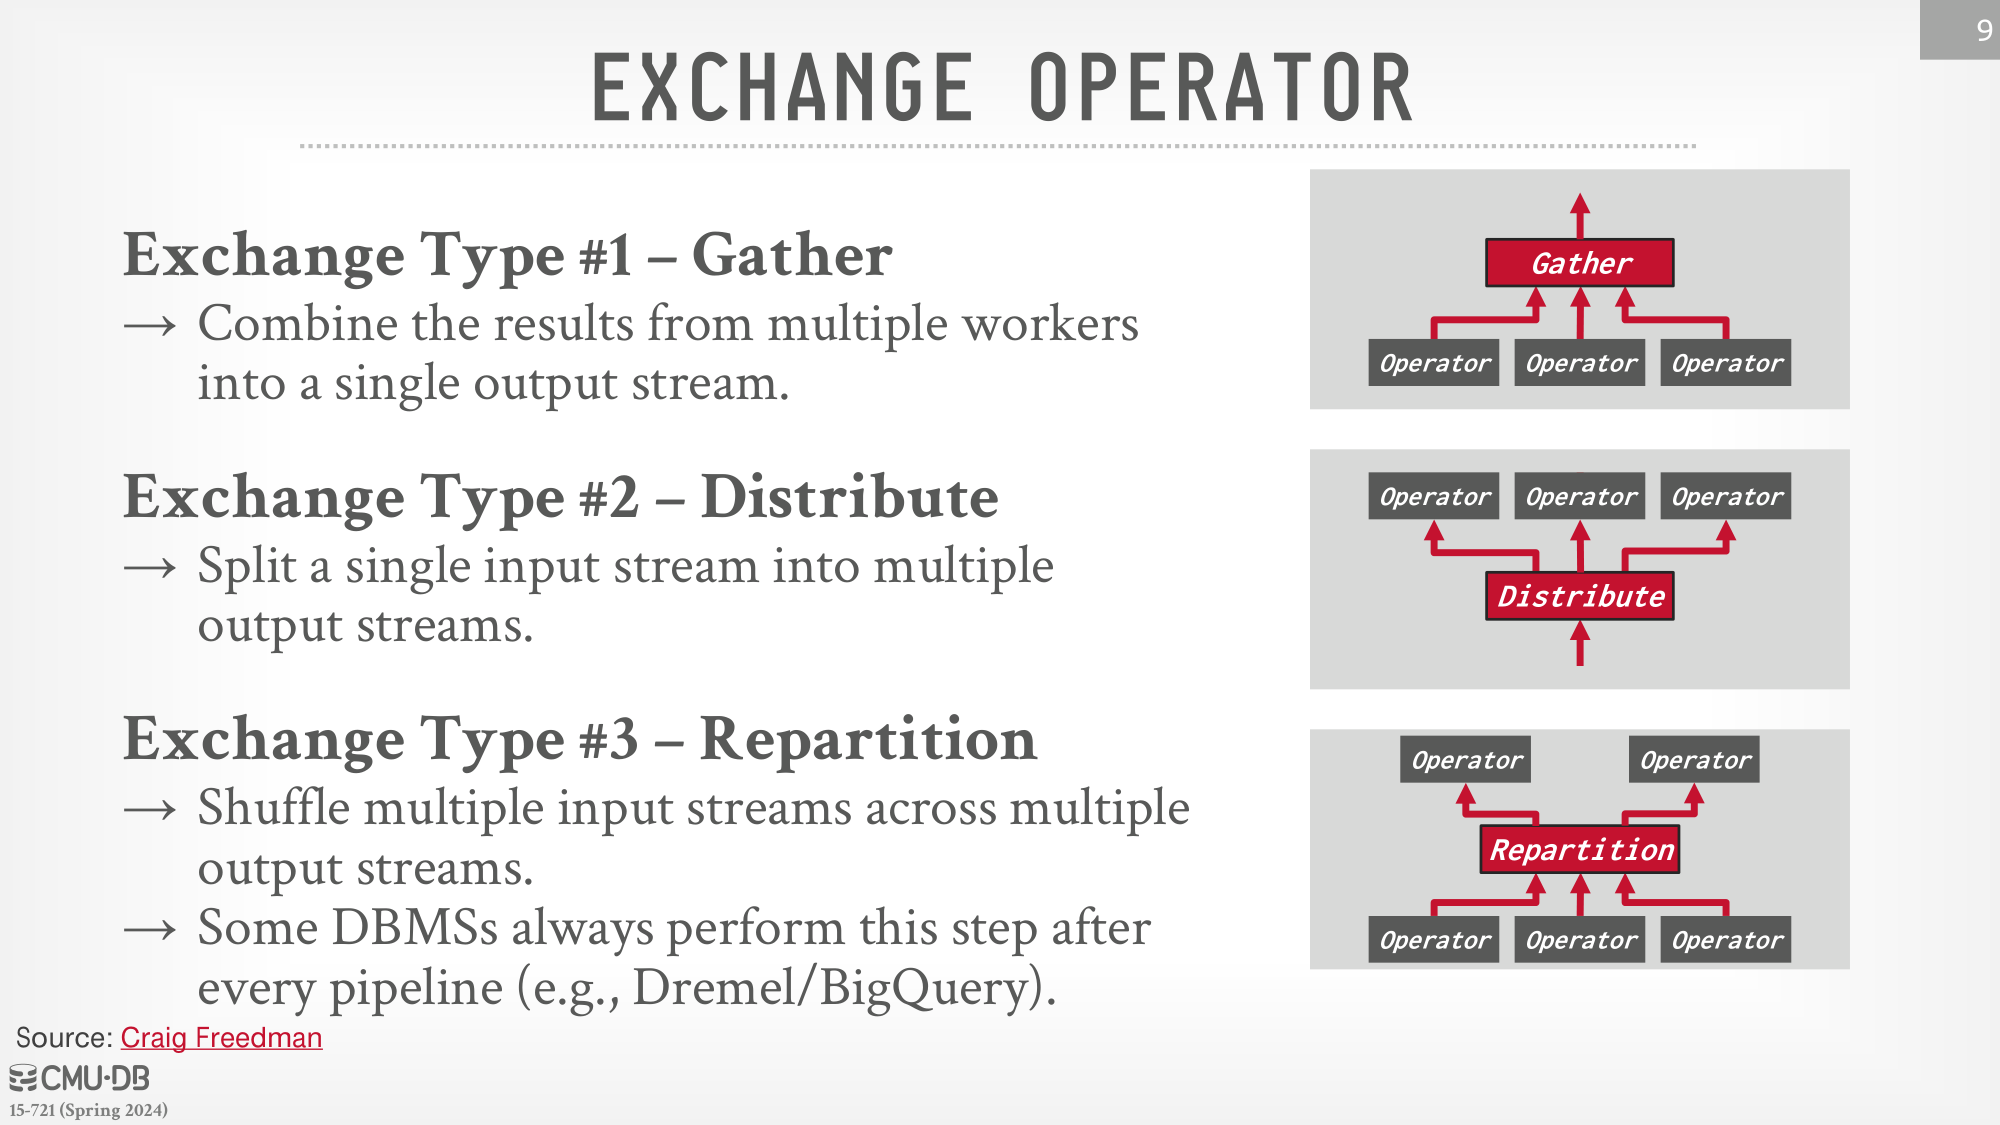 9
EXCHANGE OPERATOR
Exchange Type #1 – Gather
→ Combine the results from multiple workers
into a single output stream.
Gather
Operator Operator Operator
Exchange Type #2 – Distribute
→ Split a single input stream into multiple
output streams.
Operator Operator Operator
Distribute
Exchange Type #3 – Repartition
→ Shuffle multiple input streams across multiple
output streams.
→ Some DBMSs always perform this step after
every pipeline (e.g., Dremel/BigQuery).
Operator Operator
Repartition
Operator Operator Operator
Source: Craig Freedman
CMU·DB
15-721 (Spring 2024)